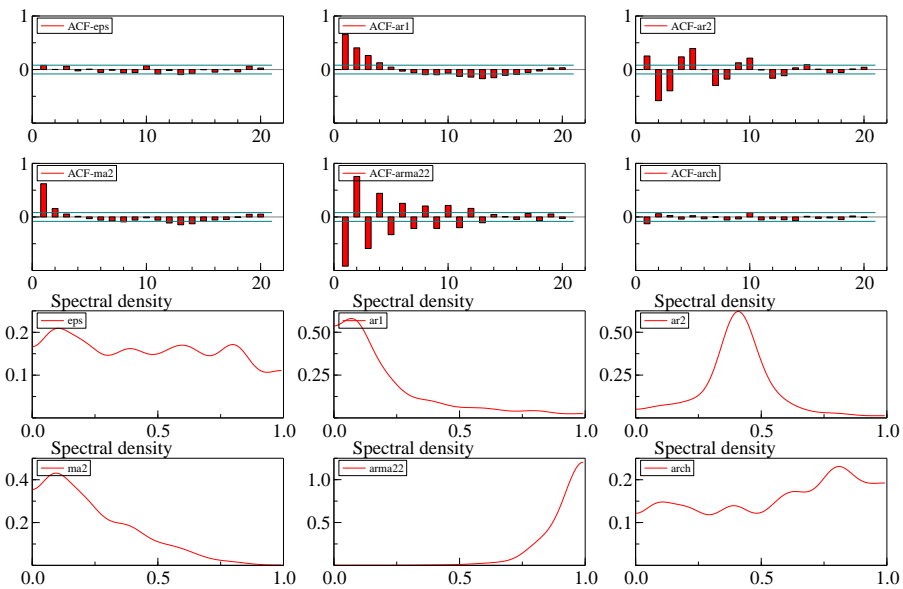 1
ACF-eps
0
0 10 20
1
ACF-ar1
0
0 10 20
1
ACF-ar2
0
0 10 20
1
ACF-ma2
0
0 10 20
1
ACF-arma22
0
0 10 20
1
ACF-arch
0
0 10 20
Spectral density
eps
0.2
0.1
0.0 0.5 1.0
Spectral density
ar1
0.50
0.25
0.0 0.5 1.0
Spectral density
ar2
0.50
0.25
0.0 0.5 1.0
Spectral density
ma2
0.4
0.2
0.0 0.5 1.0
Spectral density
arma22
1.0
0.5
0.0 0.5 1.0
Spectral density
arch
0.2
0.1
0.0 0.5 1.0